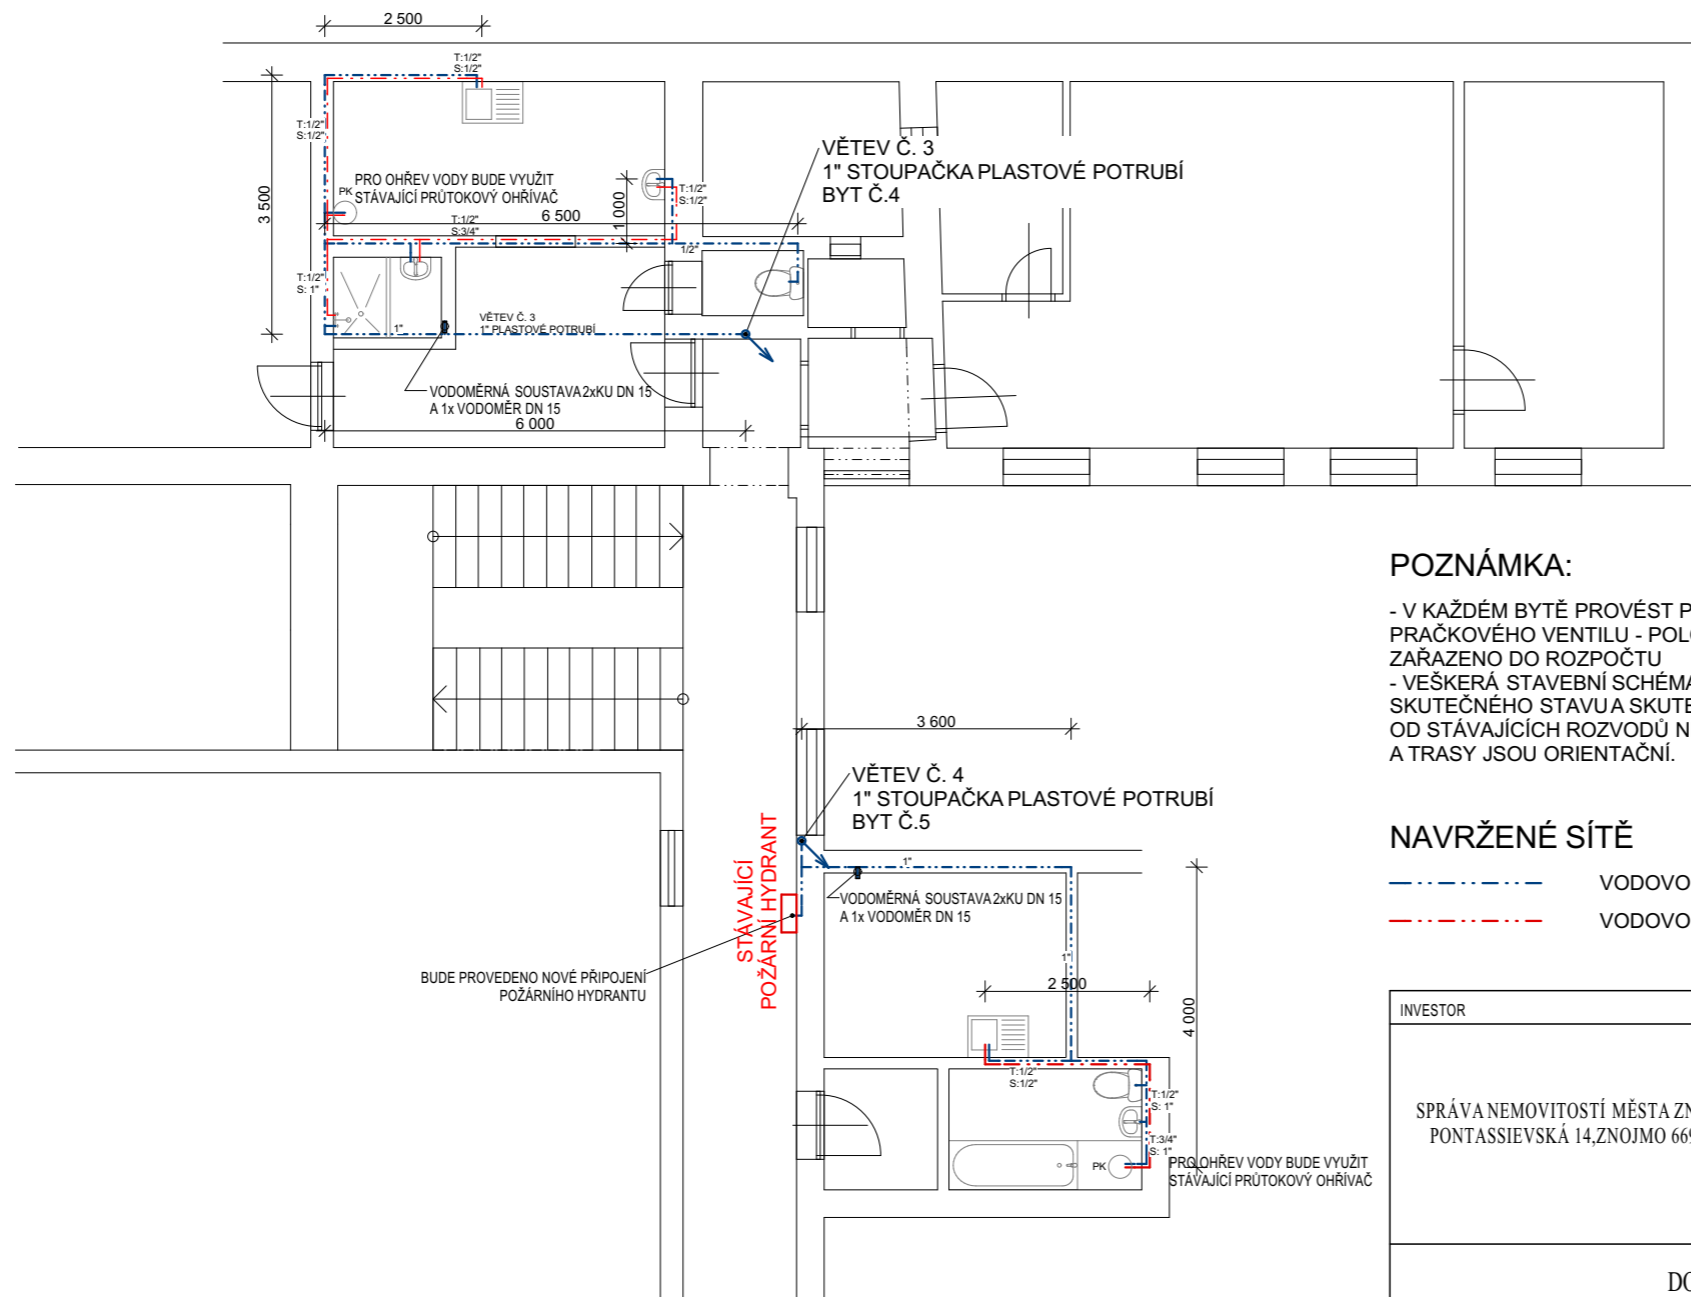 2 500
T:1/2"
S:1/2"
T:1/2"
S:1/2"
3 500
PRO OHŘEV VODY BUDE VYUŽIT
STÁVAJÍCÍ PRŮTOKOVÝ OHŘÍVAČ
PK
T:1/2"
S:3/4"
6 500
1 000
T:1/2"
S:1/2"
1/2"
VĚTEV Č. 3
1" STOUPAČKA PLASTOVÉ POTRUBÍ
BYT Č.4
T:1/2"
S: 1"
1"
VĚTEV Č. 3
1" PLASTOVÉ POTRUBÍ
VODOMĚRNÁ SOUSTAVA 2xKU DN 15
A 1x VODOMĚR DN 15
6 000
POZNÁMKA:
- V KAŽDÉM BYTĚ PROVÉST P
PRAČKOVÉHO VENTILU -
ZAŘAZENO DO ROZPOČTU
- VEŠKERÁ STAVEBNÍ SCHÉMA
SKUTEČNÉHO STAVU A SKUTE
OD STÁVAJÍCÍCH ROZVODŮ N
A TRASY JSOU ORIENTAČNÍ.
3 600
VĚTEV Č. 4
1" STOUPAČKA PLASTOVÉ POTRUBÍ
BYT Č.5
1"
STÁVAJÍCÍ
POŽÁRNÍ HYDRANT
VODOMĚRNÁ SOUSTAVA 2xKU DN 15
A 1x VODOMĚR DN 15
BUDE PROVEDENO NOVÉ PŘIPOJENÍ
POŽÁRNÍHO HYDRANTU
1"
2 500
4 000
T:1/2"
S:1/2"
T:1/2"
S: 1"
T:3/4"
S: 1"
PK
PRO OHŘEV VODY BUDE VYUŽIT
STÁVAJÍCÍ PRŮTOKOVÝ OHŘÍVAČ
NAVRŽENÉ SÍTĚ
VODOVO
VODOVO
INVESTOR
SPRÁVA NEMOVITOSTÍ MĚSTA ZN
PONTASSIEVSKÁ 14,ZNOJMO 669
DO